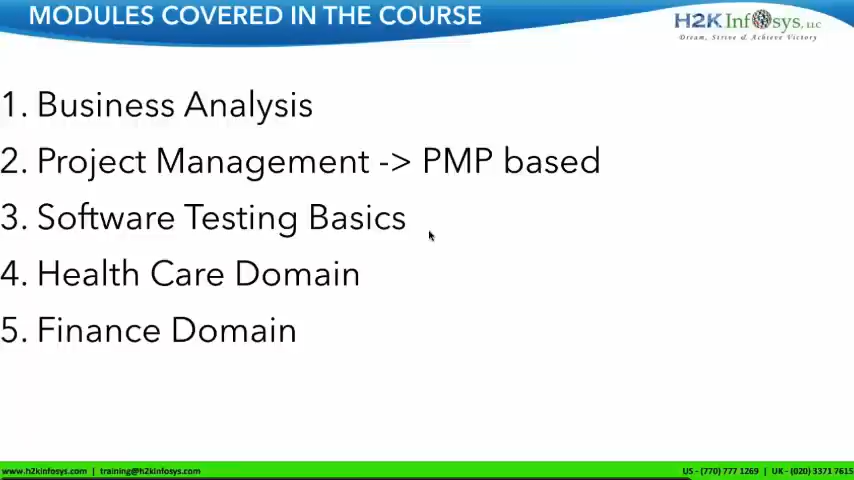 MODULES COVERED IN THE COURSE
H2K Infosys, LLC
Dream, Strive & Achieve Victory
1. Business Analysis
2. Project Management -> PMP based
3. Software Testing Basics
4. Health Care Domain
5. Finance Domain
www.h2kinfosys.com | training@h2kinfosys.com
US - (770) 777 1269 | UK - (020) 3371 7615